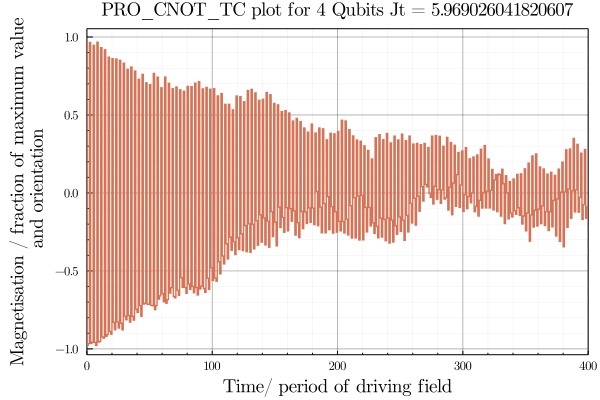 PRO_CNOT_TC plot for 4 Qubits Jt = 5.969026041820607
Magnetisation / fraction of maximum value
and orientation
1.0
0.5
0.0
−0.5
−1.0
0 100 200 300 400
Time/ period of driving field